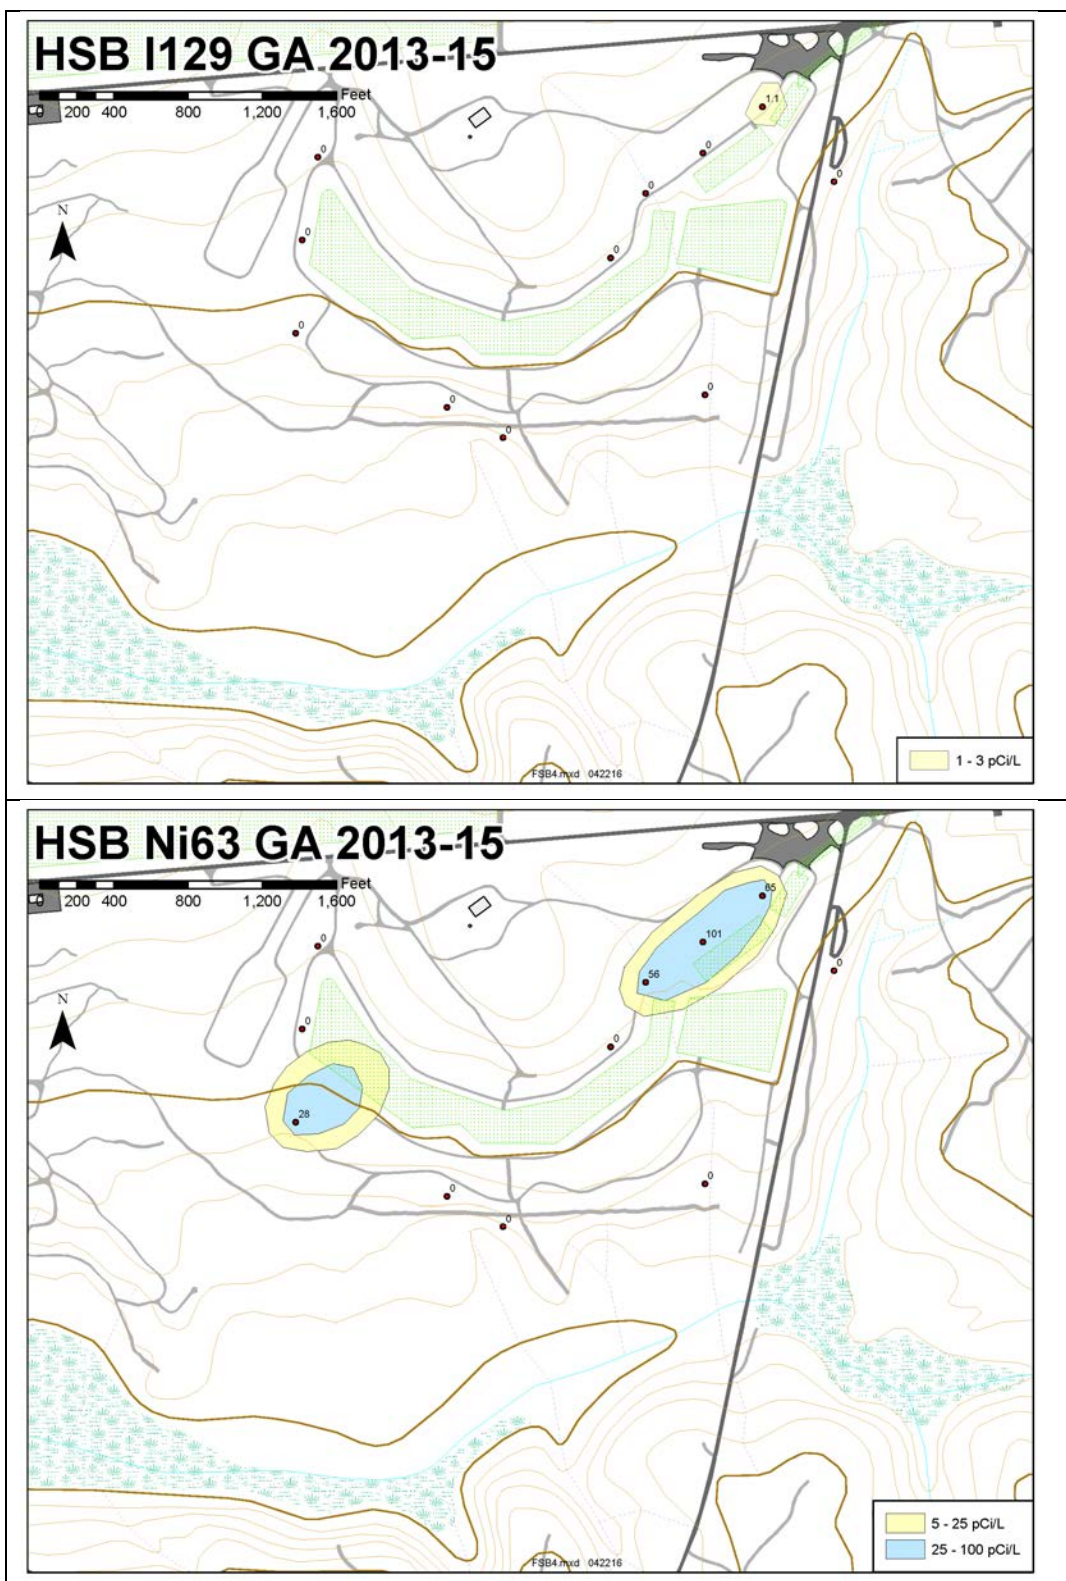 HSB I129 GA 2013-15
Feet
0 200 400 800 1,200 1,600
1.1
0
0
0
0
0
N
0
0
0
0
0
FSB4.mxd 042216
1 - 3 pCi/L
HSB Ni63 GA 2013-15
Feet
0 200 400 800 1,200 1,600
65
0
101
0
56
N
0
0
28
0
0
0
FSB4.mxd 042216
5 - 25 pCi/L
25 - 100 pCi/L